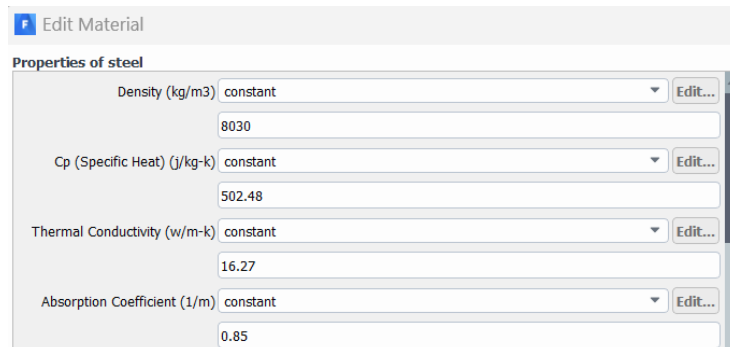 F Edit Material
Properties of steel
Density (kg/m3) constant Edit...
8030
Cp (Specific Heat) (j/kg-k) constant Edit...
502.48
Thermal Conductivity (w/m-k) constant Edit...
16.27
Absorption Coefficient (1/m) constant Edit...
0.85